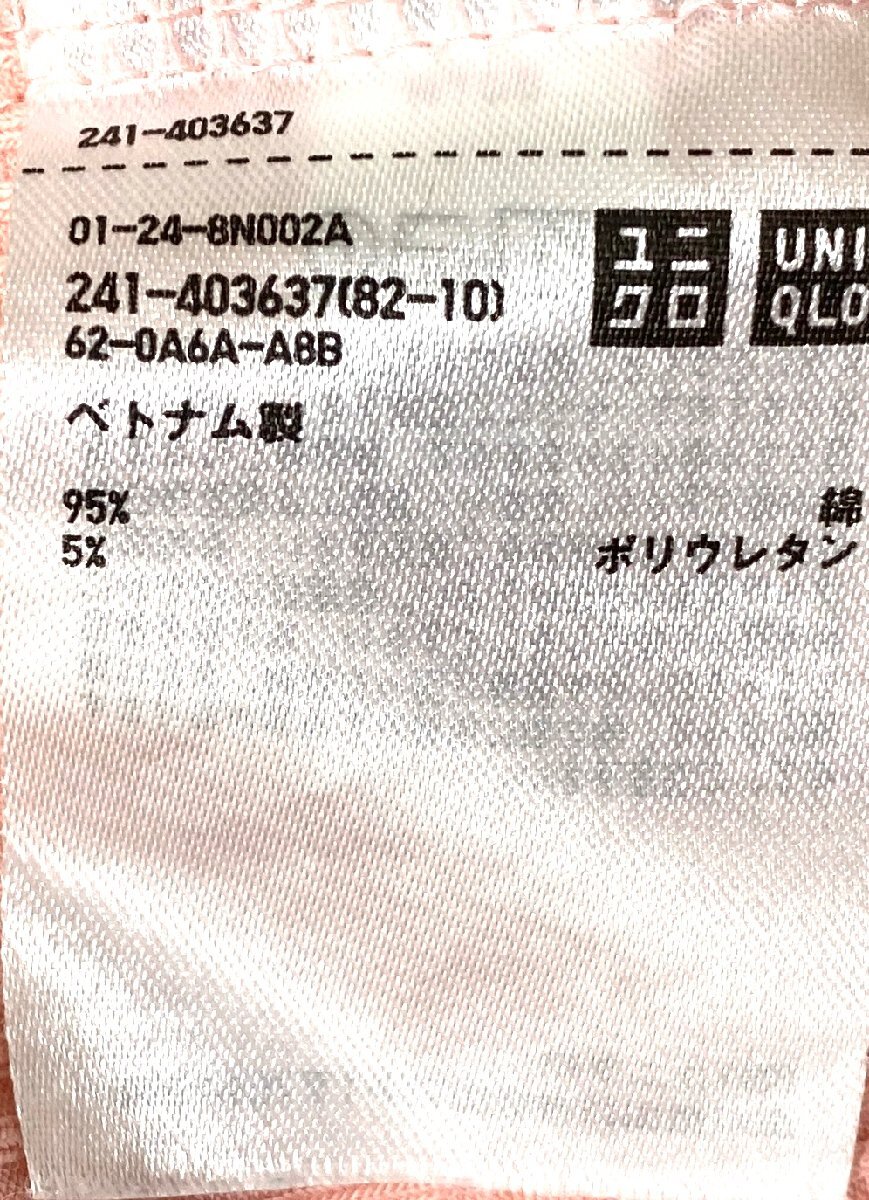 241-403637
01-24-8N002A
241-403637(82-10)
62-0A6A-A8B
ユニ
クロ
UNI
QLO
ベトナム製
95% 綿
5% ポリウレタン